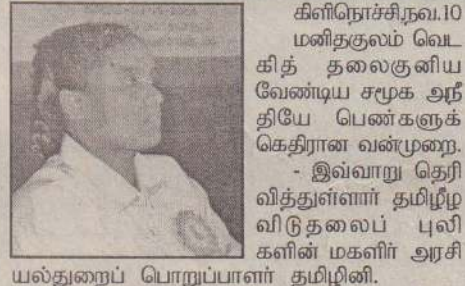 கிளிநொச்சி,நவ.10
மனிதகுலம் வெட
கித் தலைகுனிய
வேண்டிய சமூக அநீ
தியே பெண்களுக்
கெதிரான வன்முறை.
- இவ்வாறு தெரி
வித்துள்ளார் தமிழீழ
விடுதலைப் புலி
களின் மகளிர் அரசி
யல்துறைப் பொறுப்பாளர் தமிழினி.